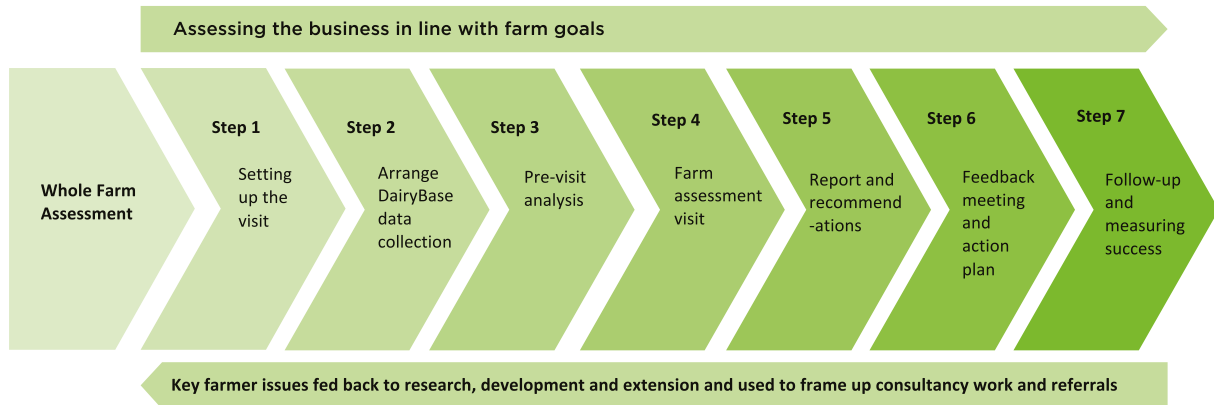 Assessing the business in line with farm goals
Whole Farm
Assessment
Step 1
Setting
up the
visit
Step 2
Arrange
DairyBase
data
collection
Step 3
Pre-visit
analysis
Step 4
Farm
assessment
visit
Step 5
Report and
recommend
-ations
Step 6
Feedback
meeting
and
action
plan
Step 7
Follow-up
and
measuring
success
Key farmer issues fed back to research, development and extension and used to frame up consultancy work and referrals